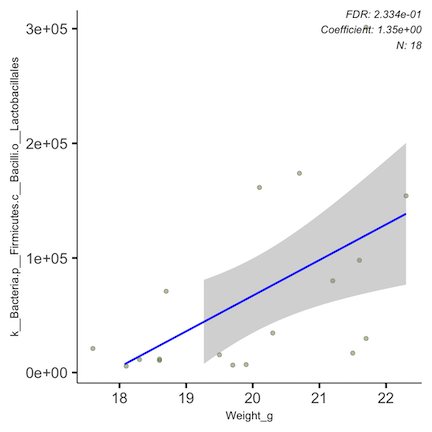 FDR: 2.334e-01
Coefficient: 1.35e+00
N: 18
3e+05
2e+05
1e+05
0e+00
k__Bacteria.p__Firmicutes.c__Bacilli.o__Lactobacillales
18 19 20 21 22
Weight_g